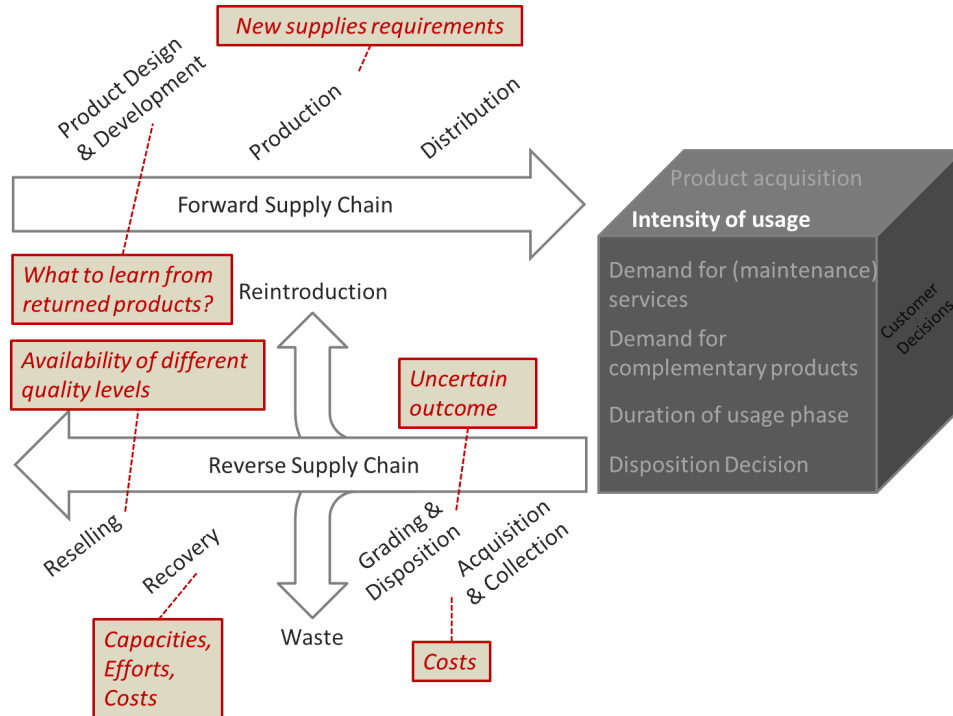 New supplies requirements
Product Design
& Development
Production
Distribution
Forward Supply Chain
Product acquisition
Intensity of usage
What to learn from
returned products?
Reintroduction
Demand for (maintenance)
services
Customer
Decisions
Availability of different
quality levels
Uncertain
outcome
Demand for
complementary products
Duration of usage phase
Reverse Supply Chain
Disposition Decision
Reselling
Recovery
Grading &
Disposition
Acquisition
& Collection
Waste
Capacities,
Efforts,
Costs
Costs